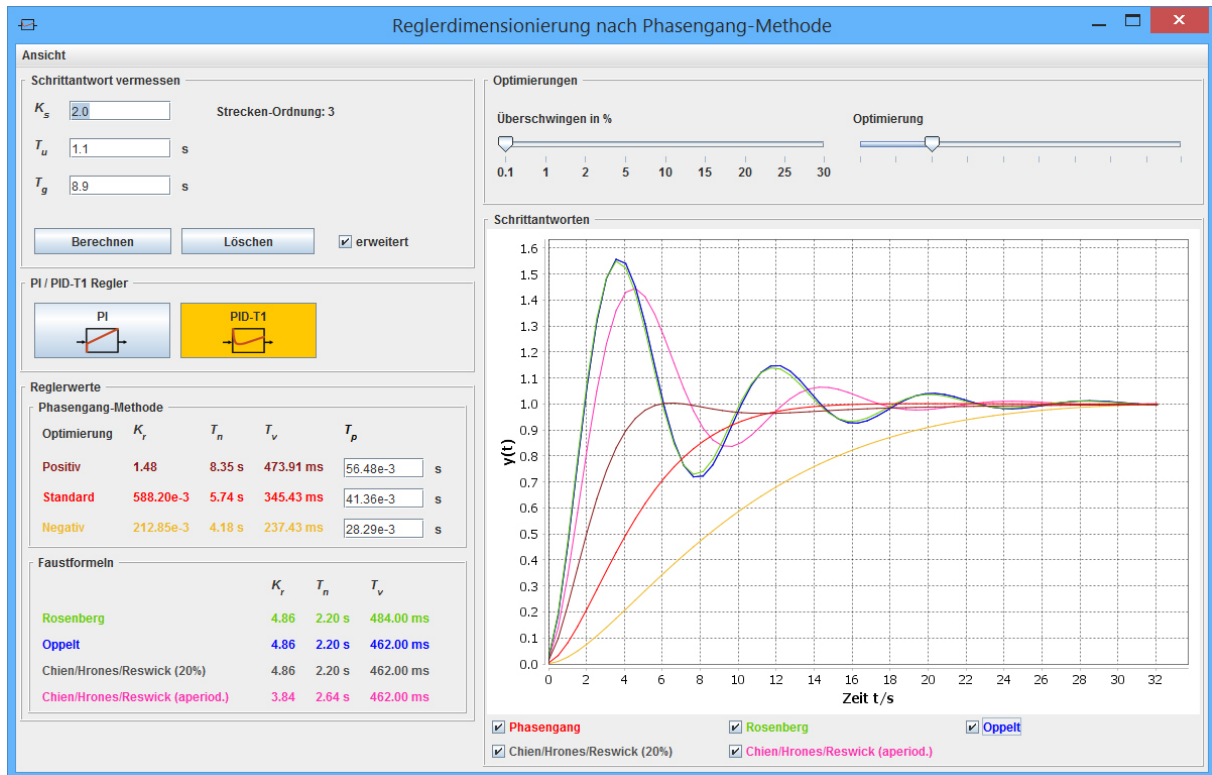 Reglerdimensionierung nach Phasengang-Methode
Ansicht
Schrittantwort vermessen
Ks 2.0 Strecken-Ordnung: 3
Tu 1.1 s
Tg 8.9 s
Berechnen Löschen erweitert
PI / PID-T1 Regler
PI PID-T1
Reglerwerte
Phasengang-Methode
Optimierung Kr Tn Tv Tp
Positiv 1.48 8.35 s 473.91 ms 56.48e-3 s
Standard 588.20e-3 5.74 s 345.43 ms 41.36e-3 s
Negativ 212.85e-3 4.18 s 237.43 ms 28.29e-3 s
Faustformeln
Kr Tn Tv
Rosenberg 4.86 2.20 s 484.00 ms
Oppelt 4.86 2.20 s 462.00 ms
Chien/Hrones/Reswick (20%) 4.86 2.20 s 462.00 ms
Chien/Hrones/Reswick (aperiod.) 3.84 2.64 s 462.00 ms
Optimierungen
Überschwingen in % Optimierung
0.1 1 2 5 10 15 20 25 30
Schrittantworten
1.6
1.5
1.4
1.3
1.2
1.1
1.0
0.9
0.8
0.7
0.6
0.5
0.4
0.3
0.2
0.1
0.0
y(t)
0 2 4 6 8 10 12 14 16 18 20 22 24 26 28 30 32
Zeit t/s
Phasengang Rosenberg Oppelt
Chien/Hrones/Reswick (20%) Chien/Hrones/Reswick (aperiod.)